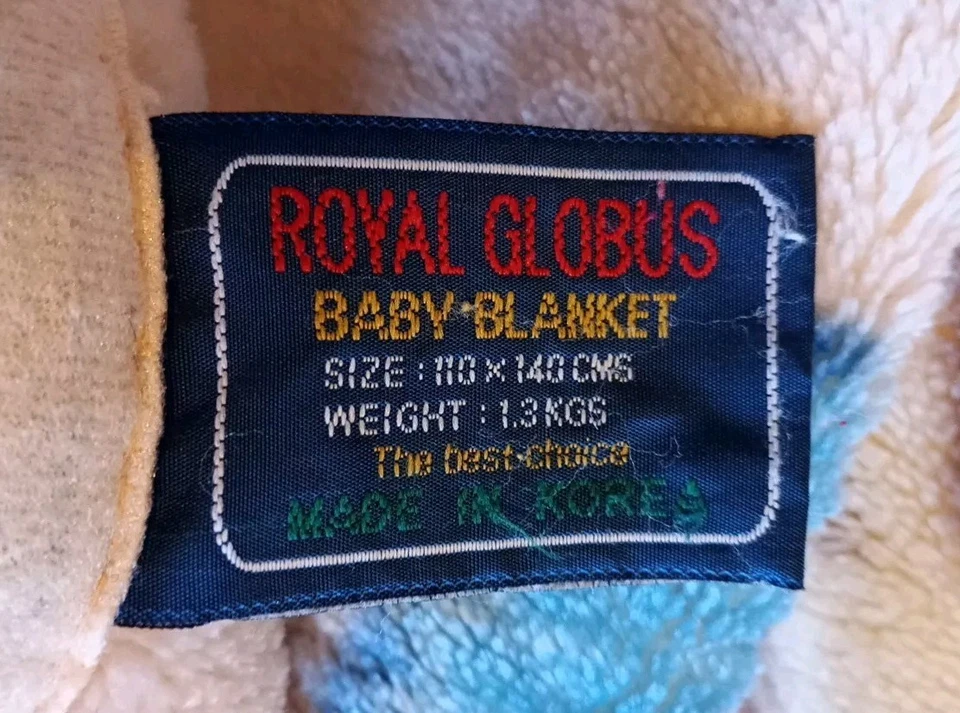 ROYAL GLOBUS
BABY BLANKET
SIZE : 110 × 140 CMS
WEIGHT : 1.3 KGS
The best choice
MADE IN KOREA